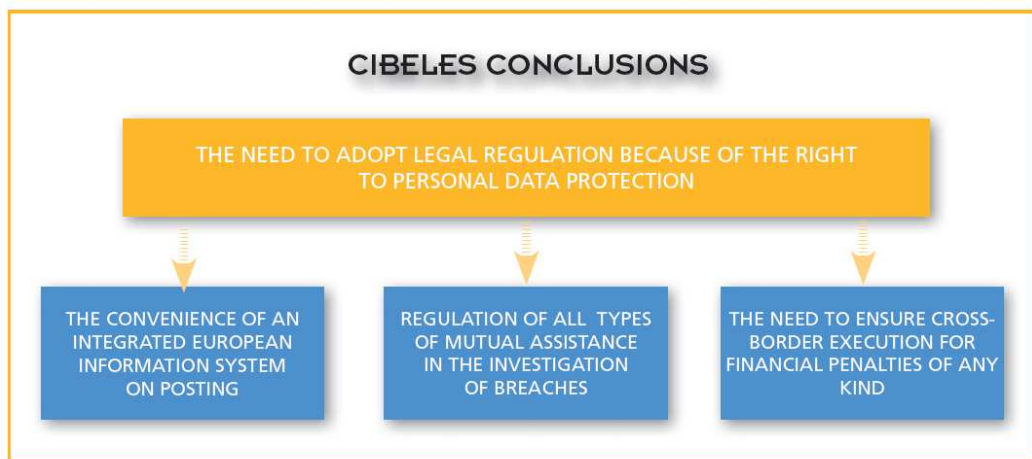 CIBELES CONCLUSIONS
THE NEED TO ADOPT LEGAL REGULATION BECAUSE OF THE RIGHT
TO PERSONAL DATA PROTECTION
THE CONVENIENCE OF AN
INTEGRATED EUROPEAN
INFORMATION SYSTEM
ON POSTING
REGULATION OF ALL TYPES
OF MUTUAL ASSISTANCE
IN THE INVESTIGATION
OF BREACHES
THE NEED TO ENSURE CROSS-
BORDER EXECUTION FOR
FINANCIAL PENALTIES OF ANY
KIND